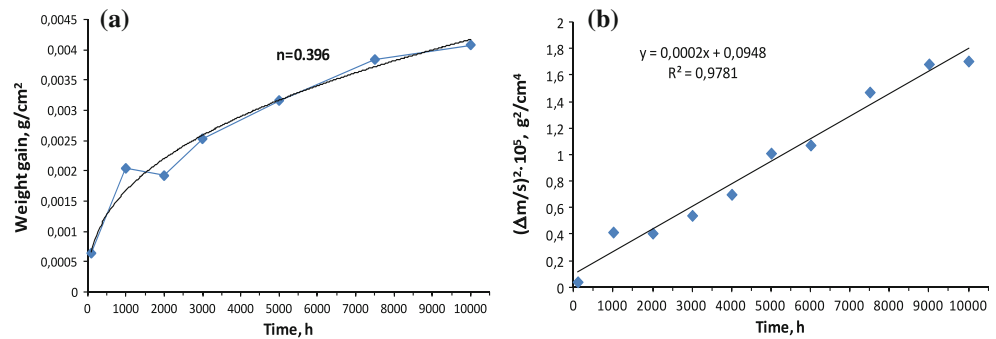 (a)
n=0.396
Weight gain, g/cm²
0,0045
0,004
0,0035
0,003
0,0025
0,002
0,0015
0,001
0,0005
0
0 1000 2000 3000 4000 5000 6000 7000 8000 9000 10000
Time, h
(b)
y = 0,0002x + 0,0948
R² = 0,9781
(Δm/s)²·10⁵, g²/cm⁴
2
1,8
1,6
1,4
1,2
1
0,8
0,6
0,4
0,2
0
0 1000 2000 3000 4000 5000 6000 7000 8000 9000 10000
Time, h